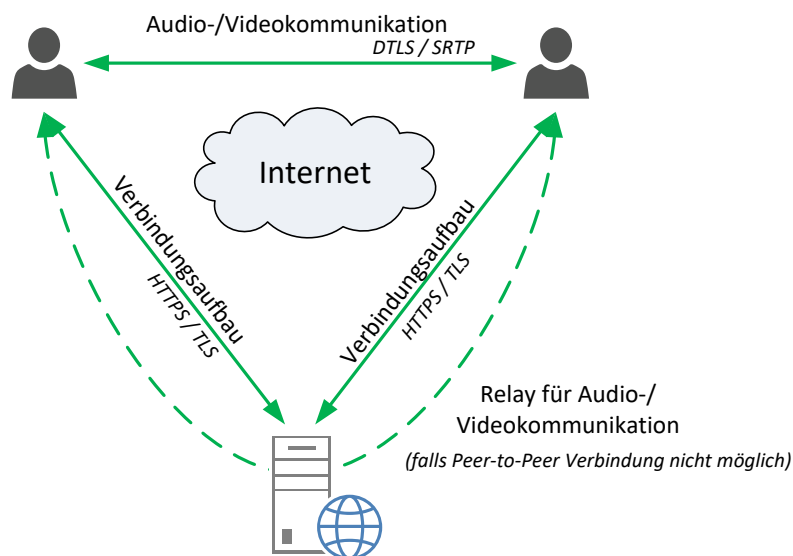 Audio-/Videokommunikation
DTLS / SRTP
Internet
Verbindungsaufbau
HTTPS / TLS
Verbindungsaufbau
HTTPS / TLS
Relay für Audio-/
Videokommunikation
(falls Peer-to-Peer Verbindung nicht möglich)